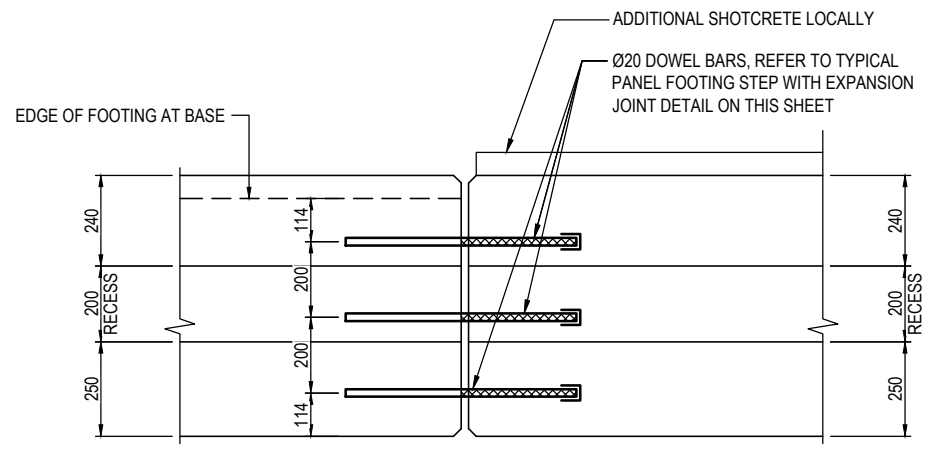 ADDITIONAL SHOTCRETE LOCALLY
Ø20 DOWEL BARS, REFER TO TYPICAL
PANEL FOOTING STEP WITH EXPANSION
JOINT DETAIL ON THIS SHEET
EDGE OF FOOTING AT BASE
240
200
RECESS
250
114
200
200
114
240
200
RECESS
250